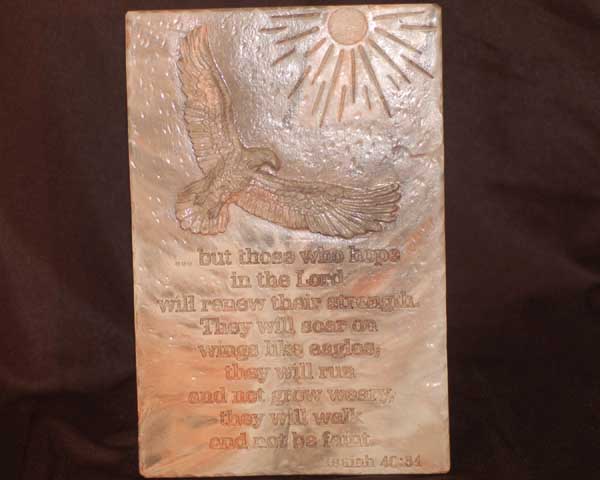 ... but those who hope
in the Lord
will renew their strength.
They will soar on
wings like eagles;
they will run
and not grow weary,
they will walk
and not be faint.
Isaiah 40:31